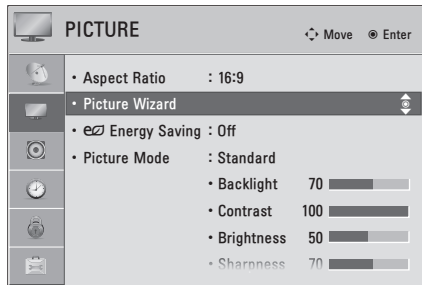 PICTURE
Move Enter
• Aspect Ratio : 16:9
• Picture Wizard
• Energy Saving : Off
• Picture Mode : Standard
• Backlight 70
• Contrast 100
• Brightness 50
• Sharpness 70